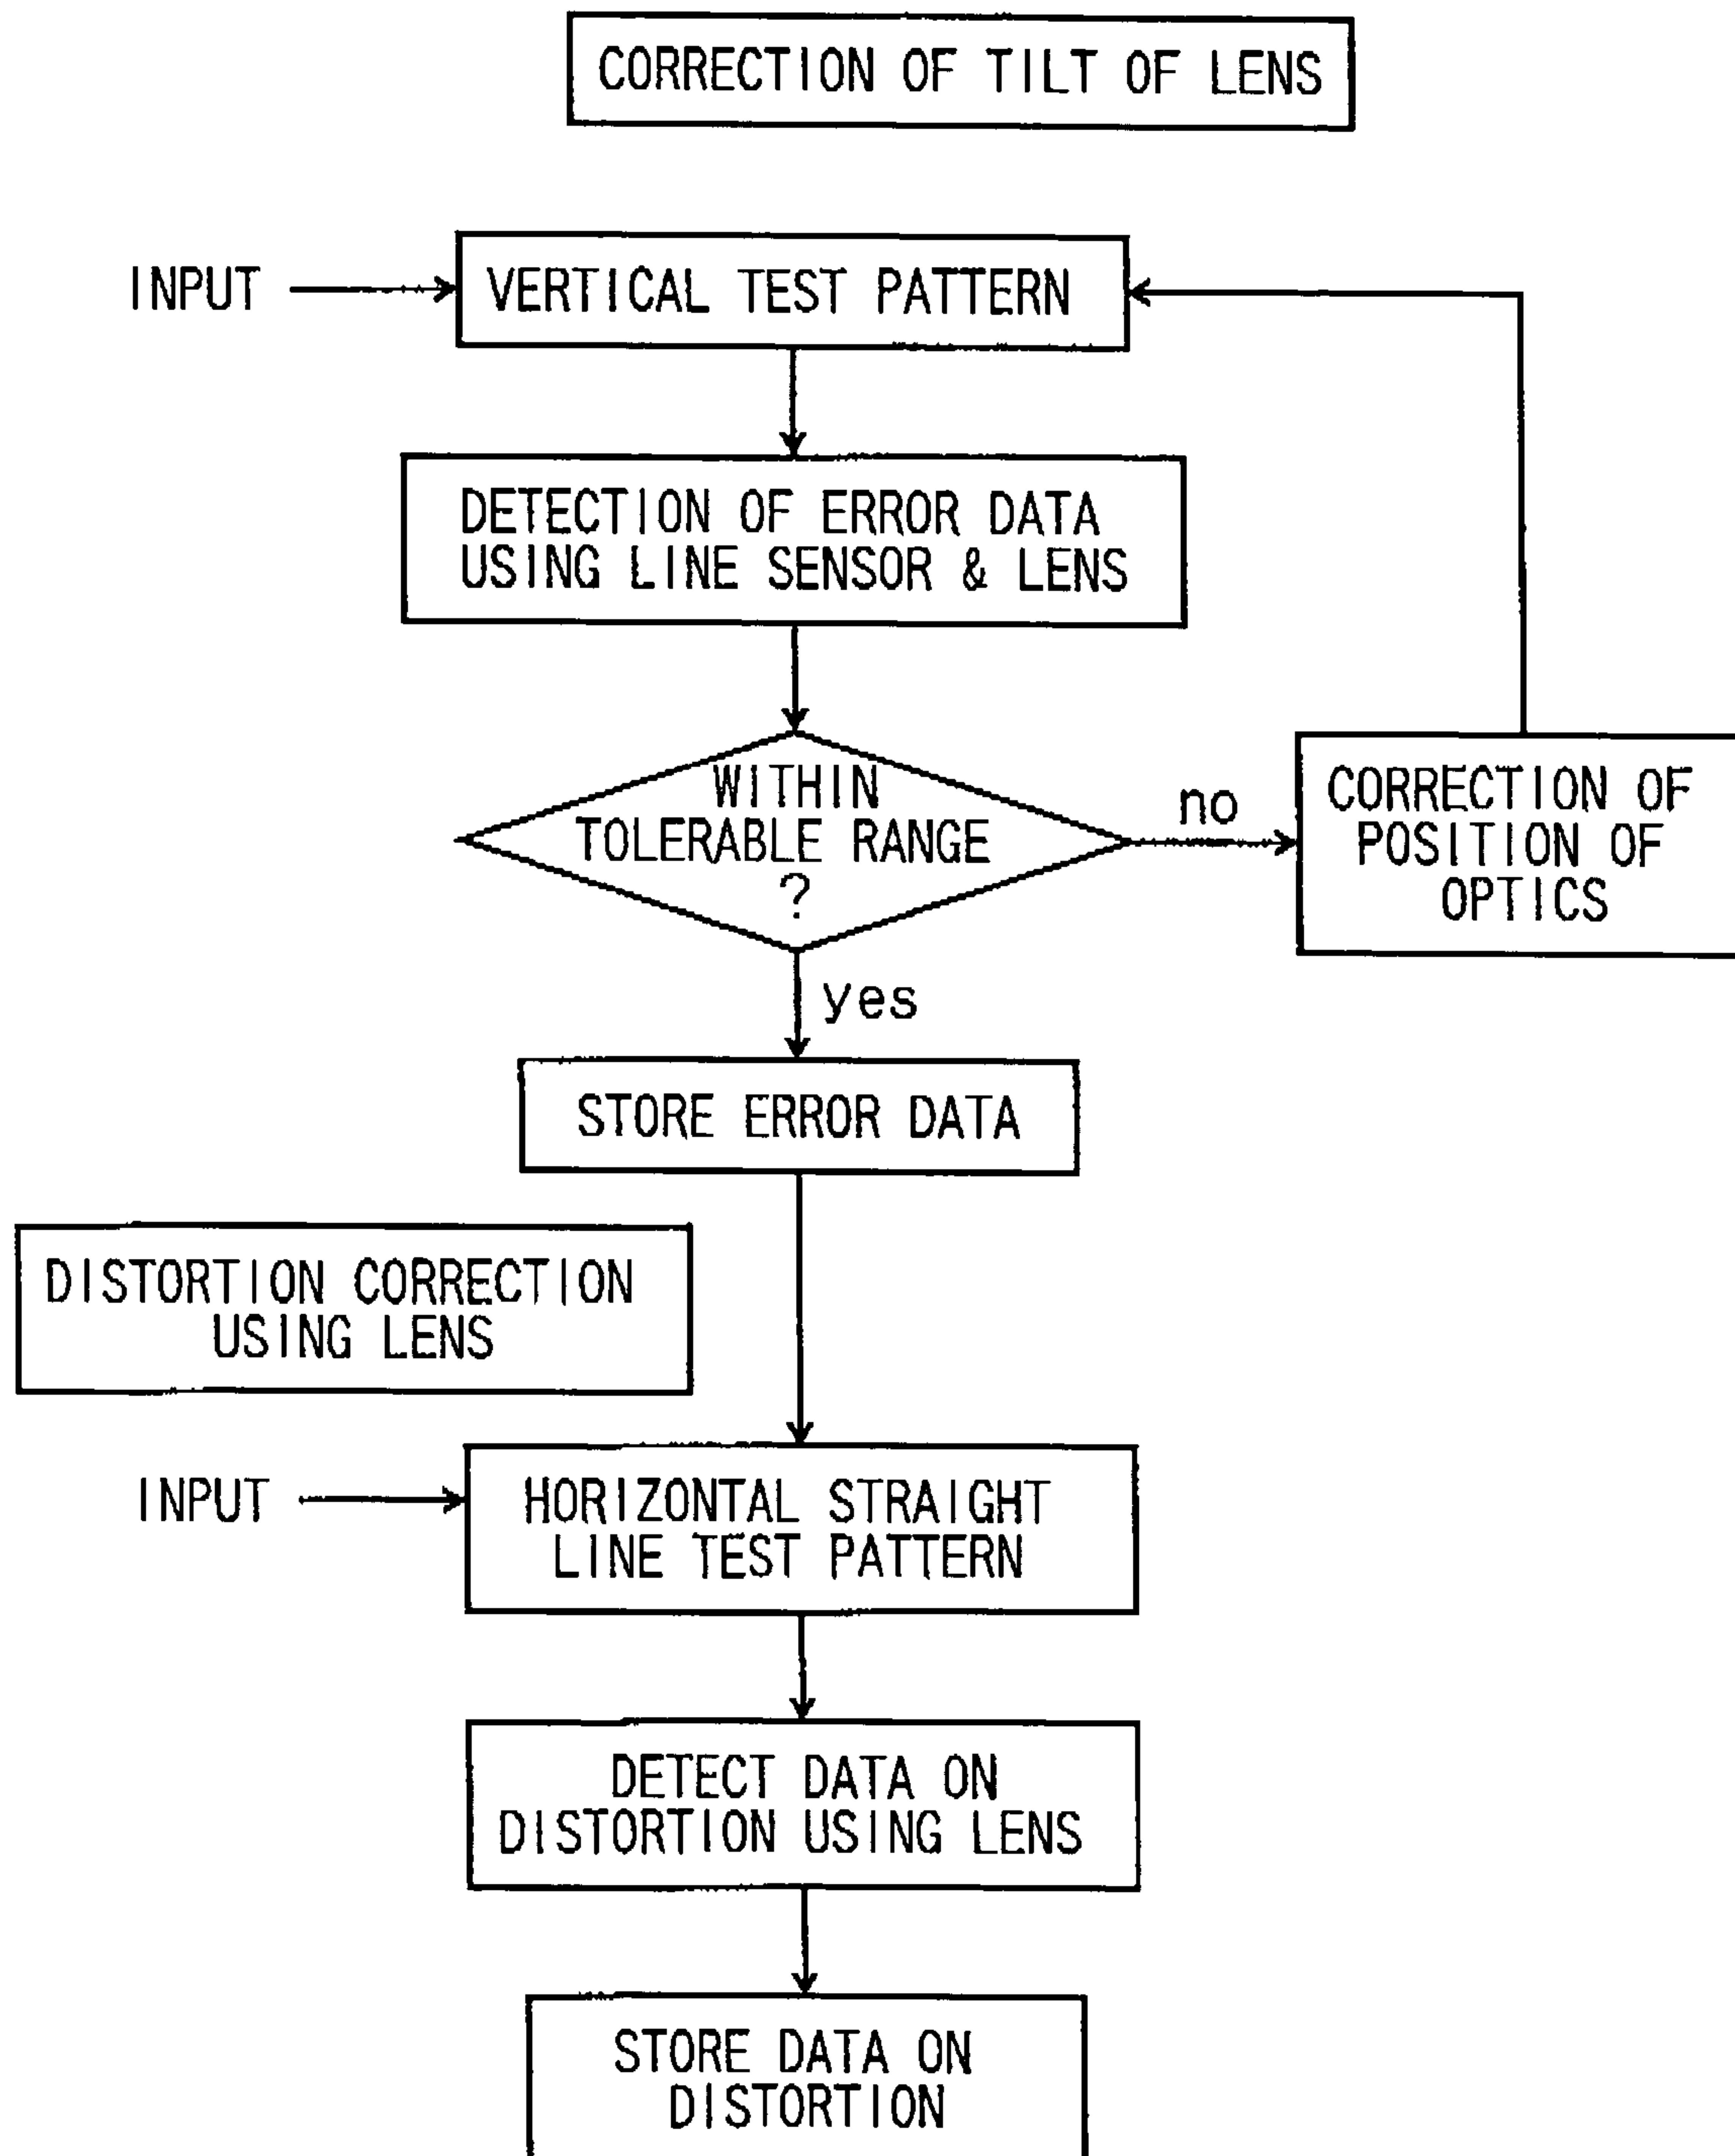 CORRECTION OF TILT OF LENS
INPUT
VERTICAL TEST PATTERN
DETECTION OF ERROR DATA
USING LINE SENSOR & LENS
WITHIN
TOLERABLE RANGE
?
no
CORRECTION OF
POSITION OF
OPTICS
yes
STORE ERROR DATA
DISTORTION CORRECTION
USING LENS
INPUT
HORIZONTAL STRAIGHT
LINE TEST PATTERN
DETECT DATA ON
DISTORTION USING LENS
STORE DATA ON
DISTORTION